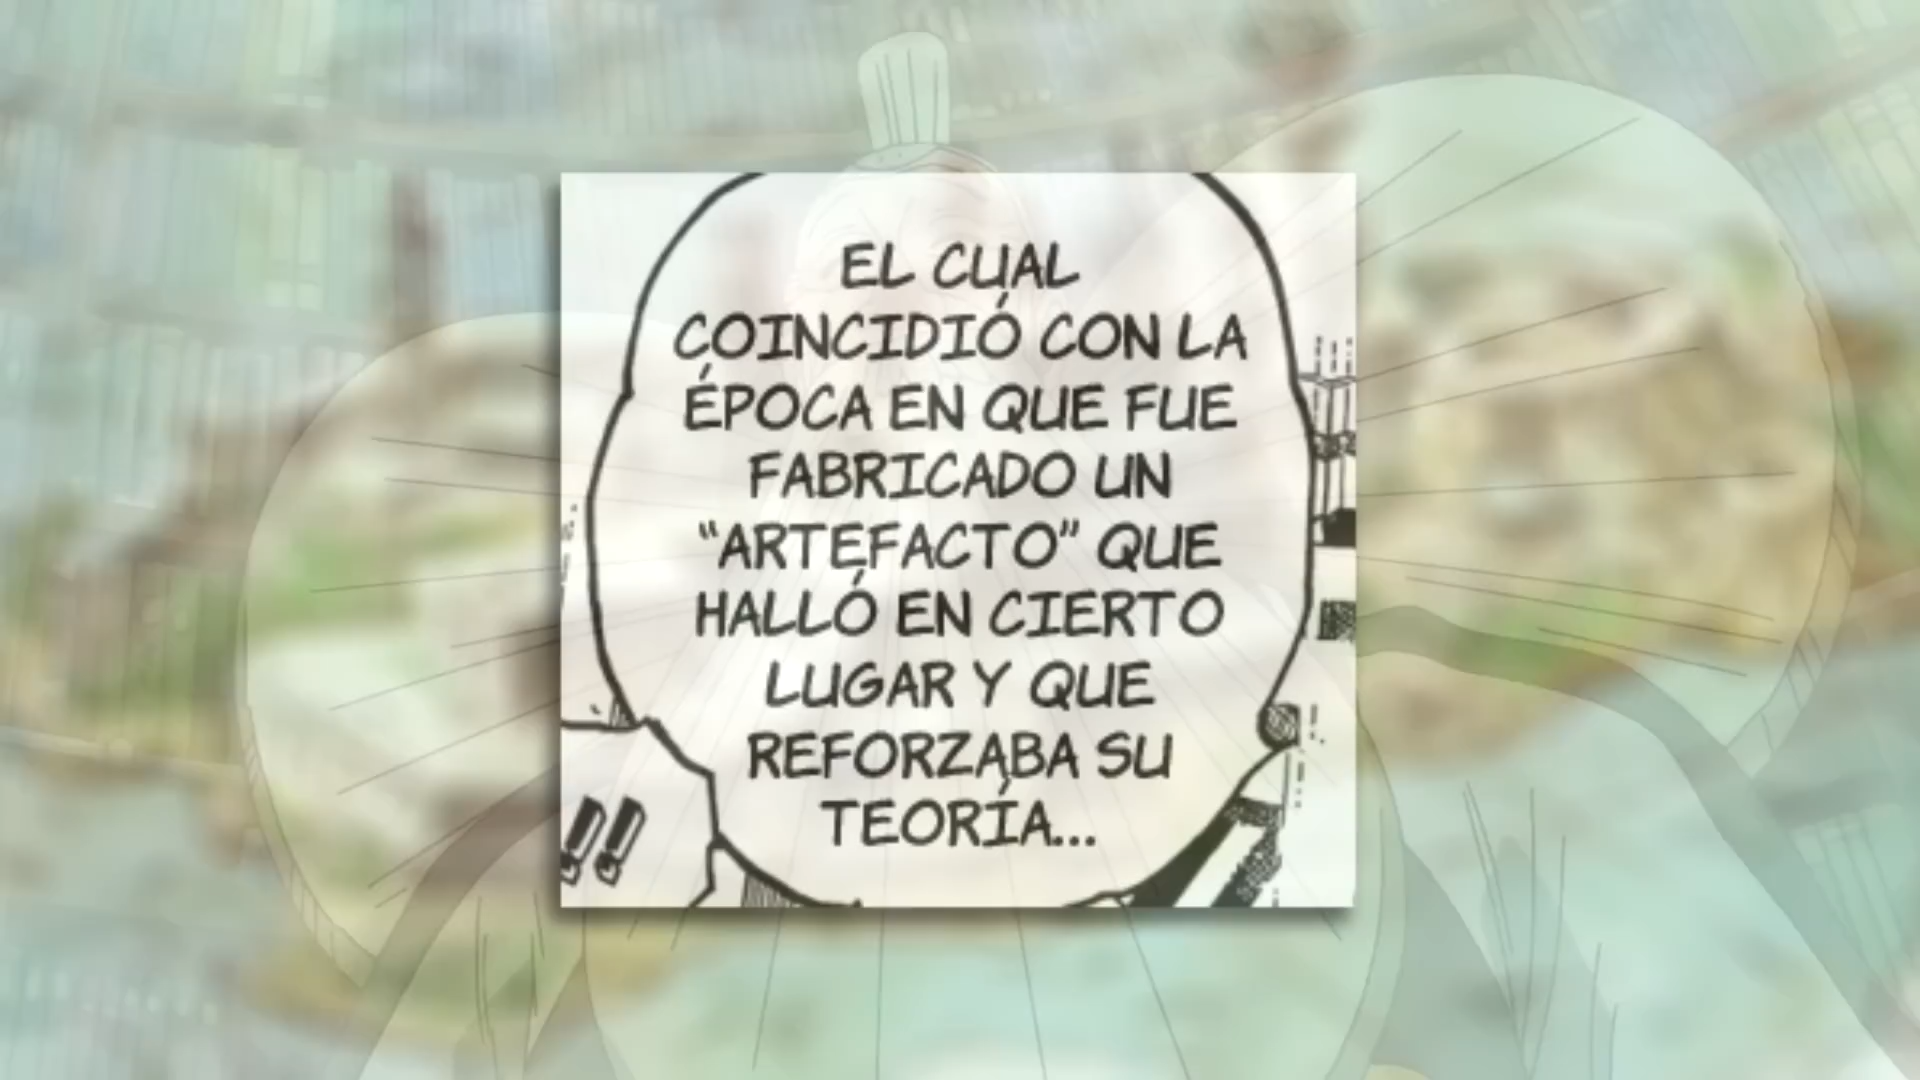 EL CUAL
COINCIDIÓ CON LA
ÉPOCA EN QUE FUE
FABRICADO UN
“ARTEFACTO” QUE
HALLÓ EN CIERTO
LUGAR Y QUE
REFORZABA SU
TEORÍA...
!!